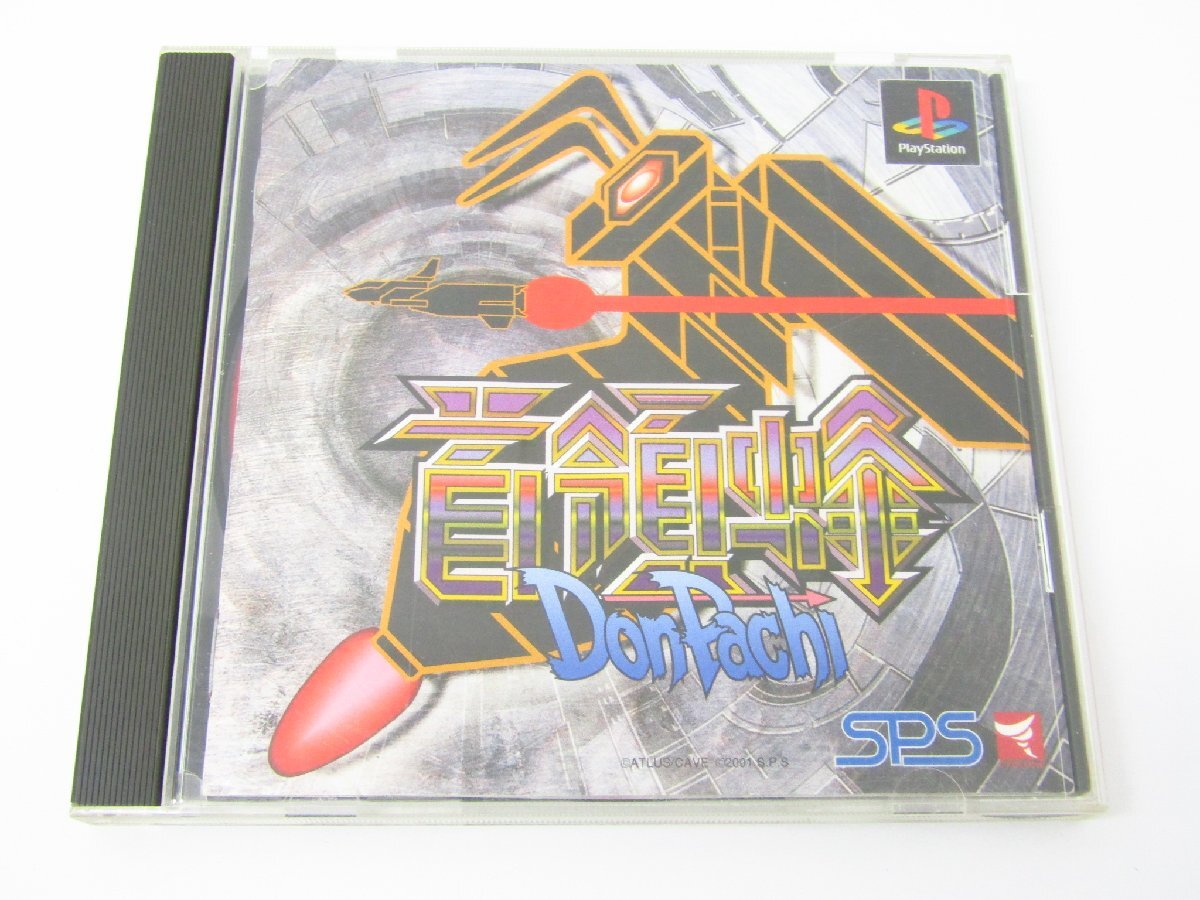 PlayStation
首領蜂
DonPachi
SPS
©ATLUS/CAVE ©2001 S.P.S